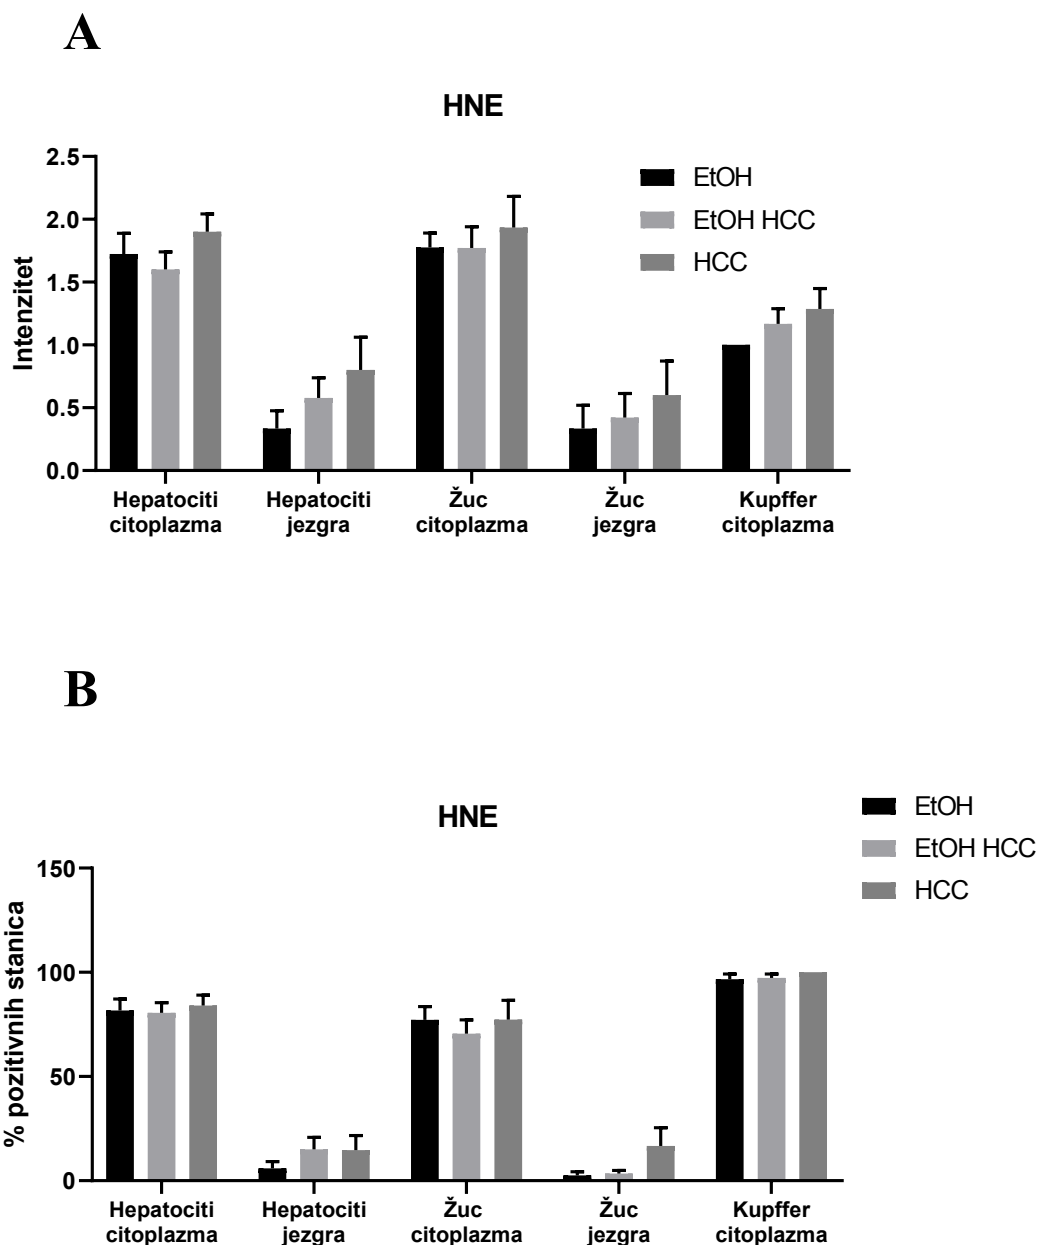 A
HNE
2.5
2.0
1.5
1.0
0.5
0.0
Intenzitet
EtOH
EtOH HCC
HCC
Hepatociti
citoplazma
Hepatociti
jezgra
Žuc
citoplazma
Žuc
jezgra
Kupffer
citoplazma
B
HNE
150
100
50
0
% pozitivnih stanica
EtOH
EtOH HCC
HCC
Hepatociti
citoplazma
Hepatociti
jezgra
Žuc
citoplazma
Žuc
jezgra
Kupffer
citoplazma